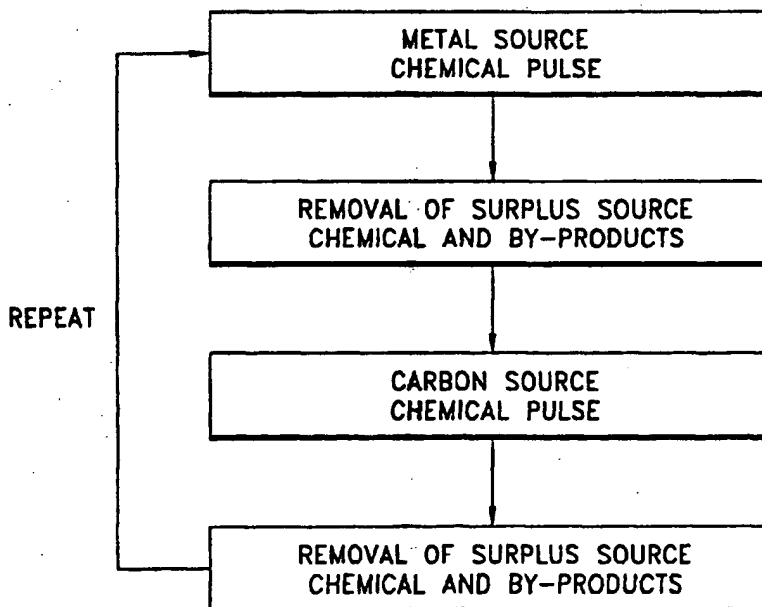 METAL SOURCE
CHEMICAL PULSE
REMOVAL OF SURPLUS SOURCE
CHEMICAL AND BY-PRODUCTS
REPEAT
CARBON SOURCE
CHEMICAL PULSE
REMOVAL OF SURPLUS SOURCE
CHEMICAL AND BY-PRODUCTS